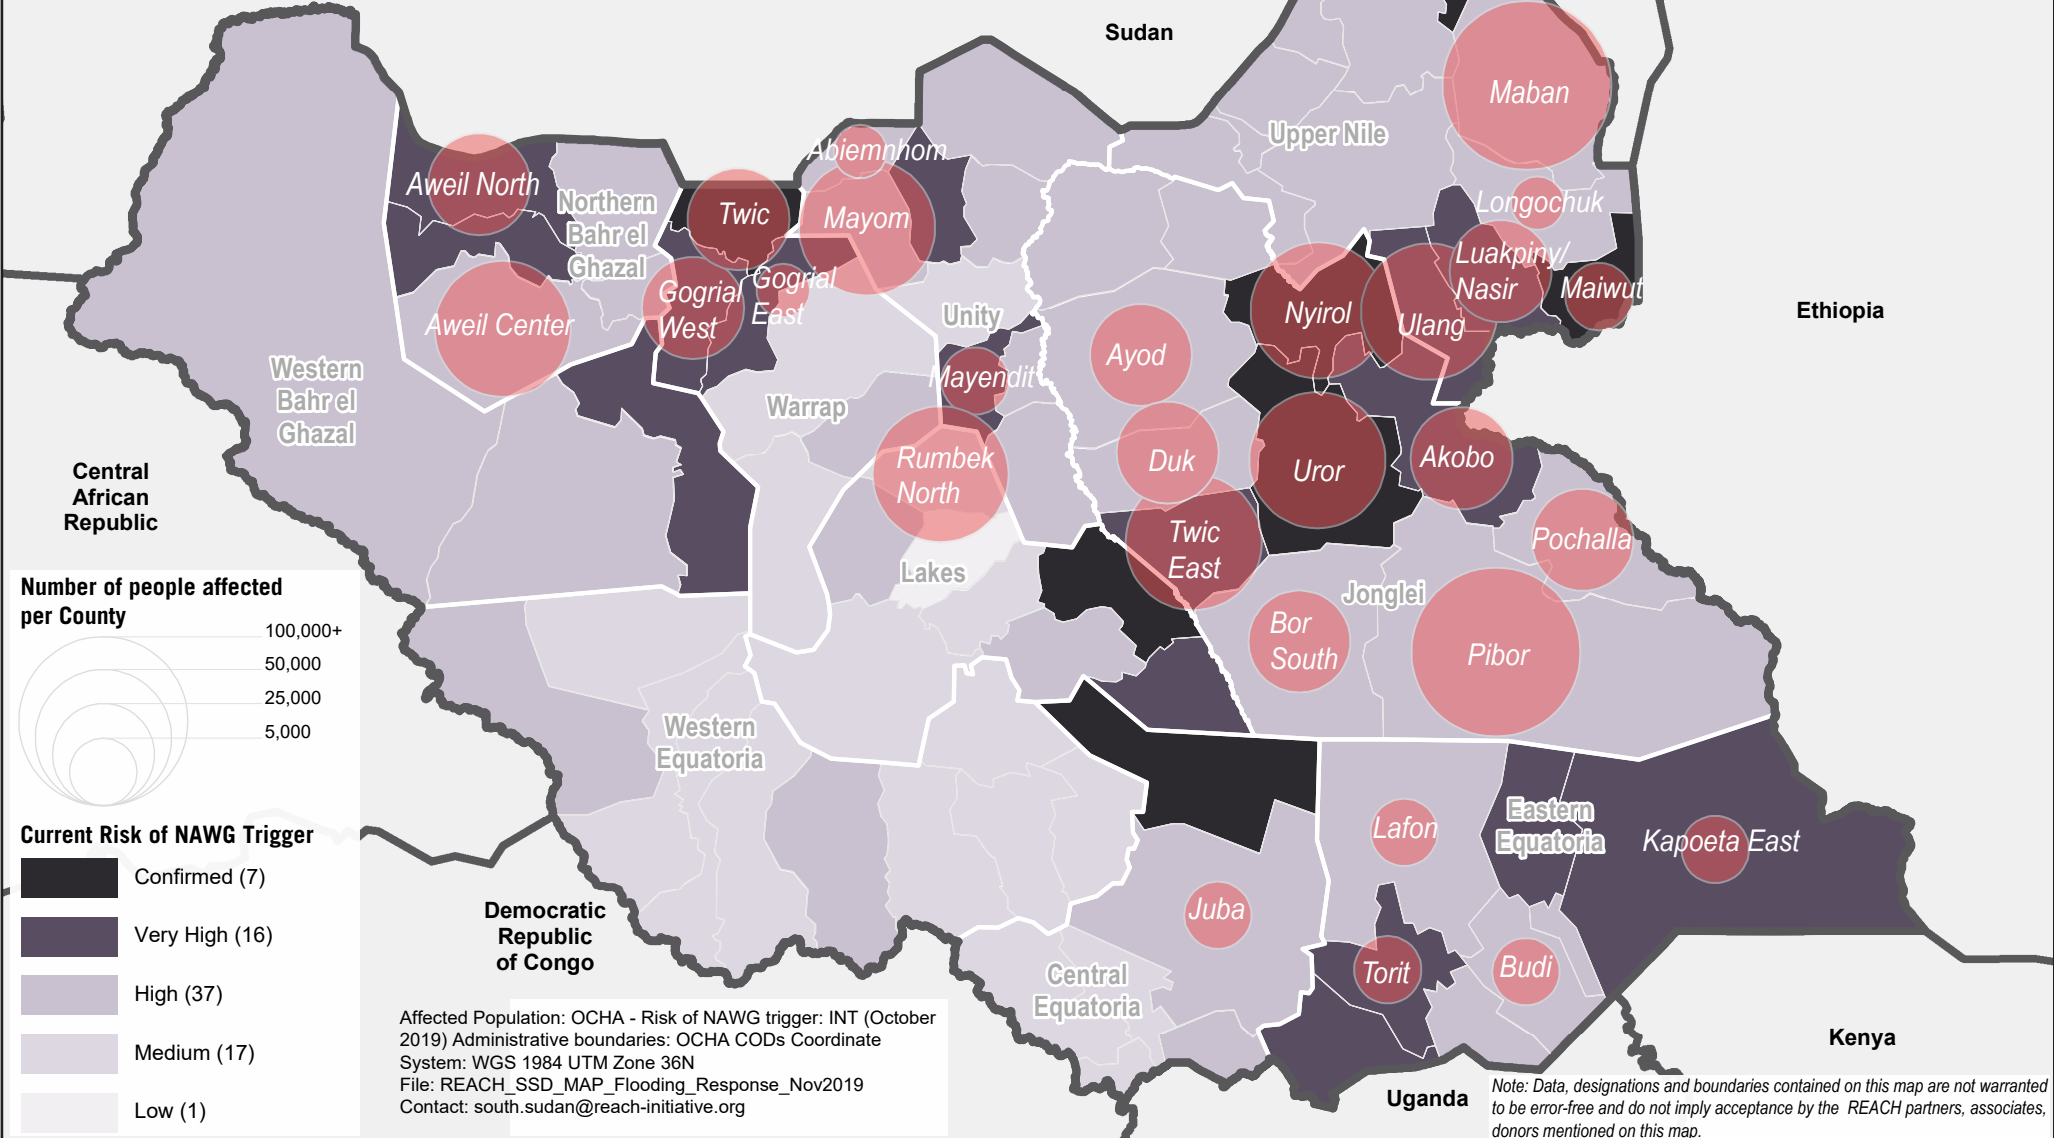 Sudan
Maban
Upper Nile
Abiemnhom
Aweil North
Northern
Bahr el
Ghazal
Twic
Mayom
Longochuk
Luakpiny/
Nasir
Maiwut
Gogrial
West
Gogrial
East
Aweil Center
Unity
Nyirol
Ulang
Ethiopia
Western
Bahr el
Ghazal
Ayod
Mayendit
Warrap
Rumbek
North
Duk
Uror
Akobo
Central
African
Republic
Twic
East
Pochalla
Lakes
Jonglei
Bor
South
Pibor
Number of people affected
per County
100,000+
50,000
25,000
5,000
Western
Equatoria
Lafon
Eastern
Equatoria
Kapoeta East
Current Risk of NAWG Trigger
Confirmed (7)
Very High (16)
High (37)
Medium (17)
Low (1)
Democratic
Republic
of Congo
Juba
Torit
Budi
Central
Equatoria
Kenya
Uganda
Affected Population: OCHA - Risk of NAWG trigger: INT (October
2019) Administrative boundaries: OCHA CODs Coordinate
System: WGS 1984 UTM Zone 36N
File: REACH_SSD_MAP_Flooding_Response_Nov2019
Contact: south.sudan@reach-initiative.org
Note: Data, designations and boundaries contained on this map are not warranted
to be error-free and do not imply acceptance by the REACH partners, associates,
donors mentioned on this map.